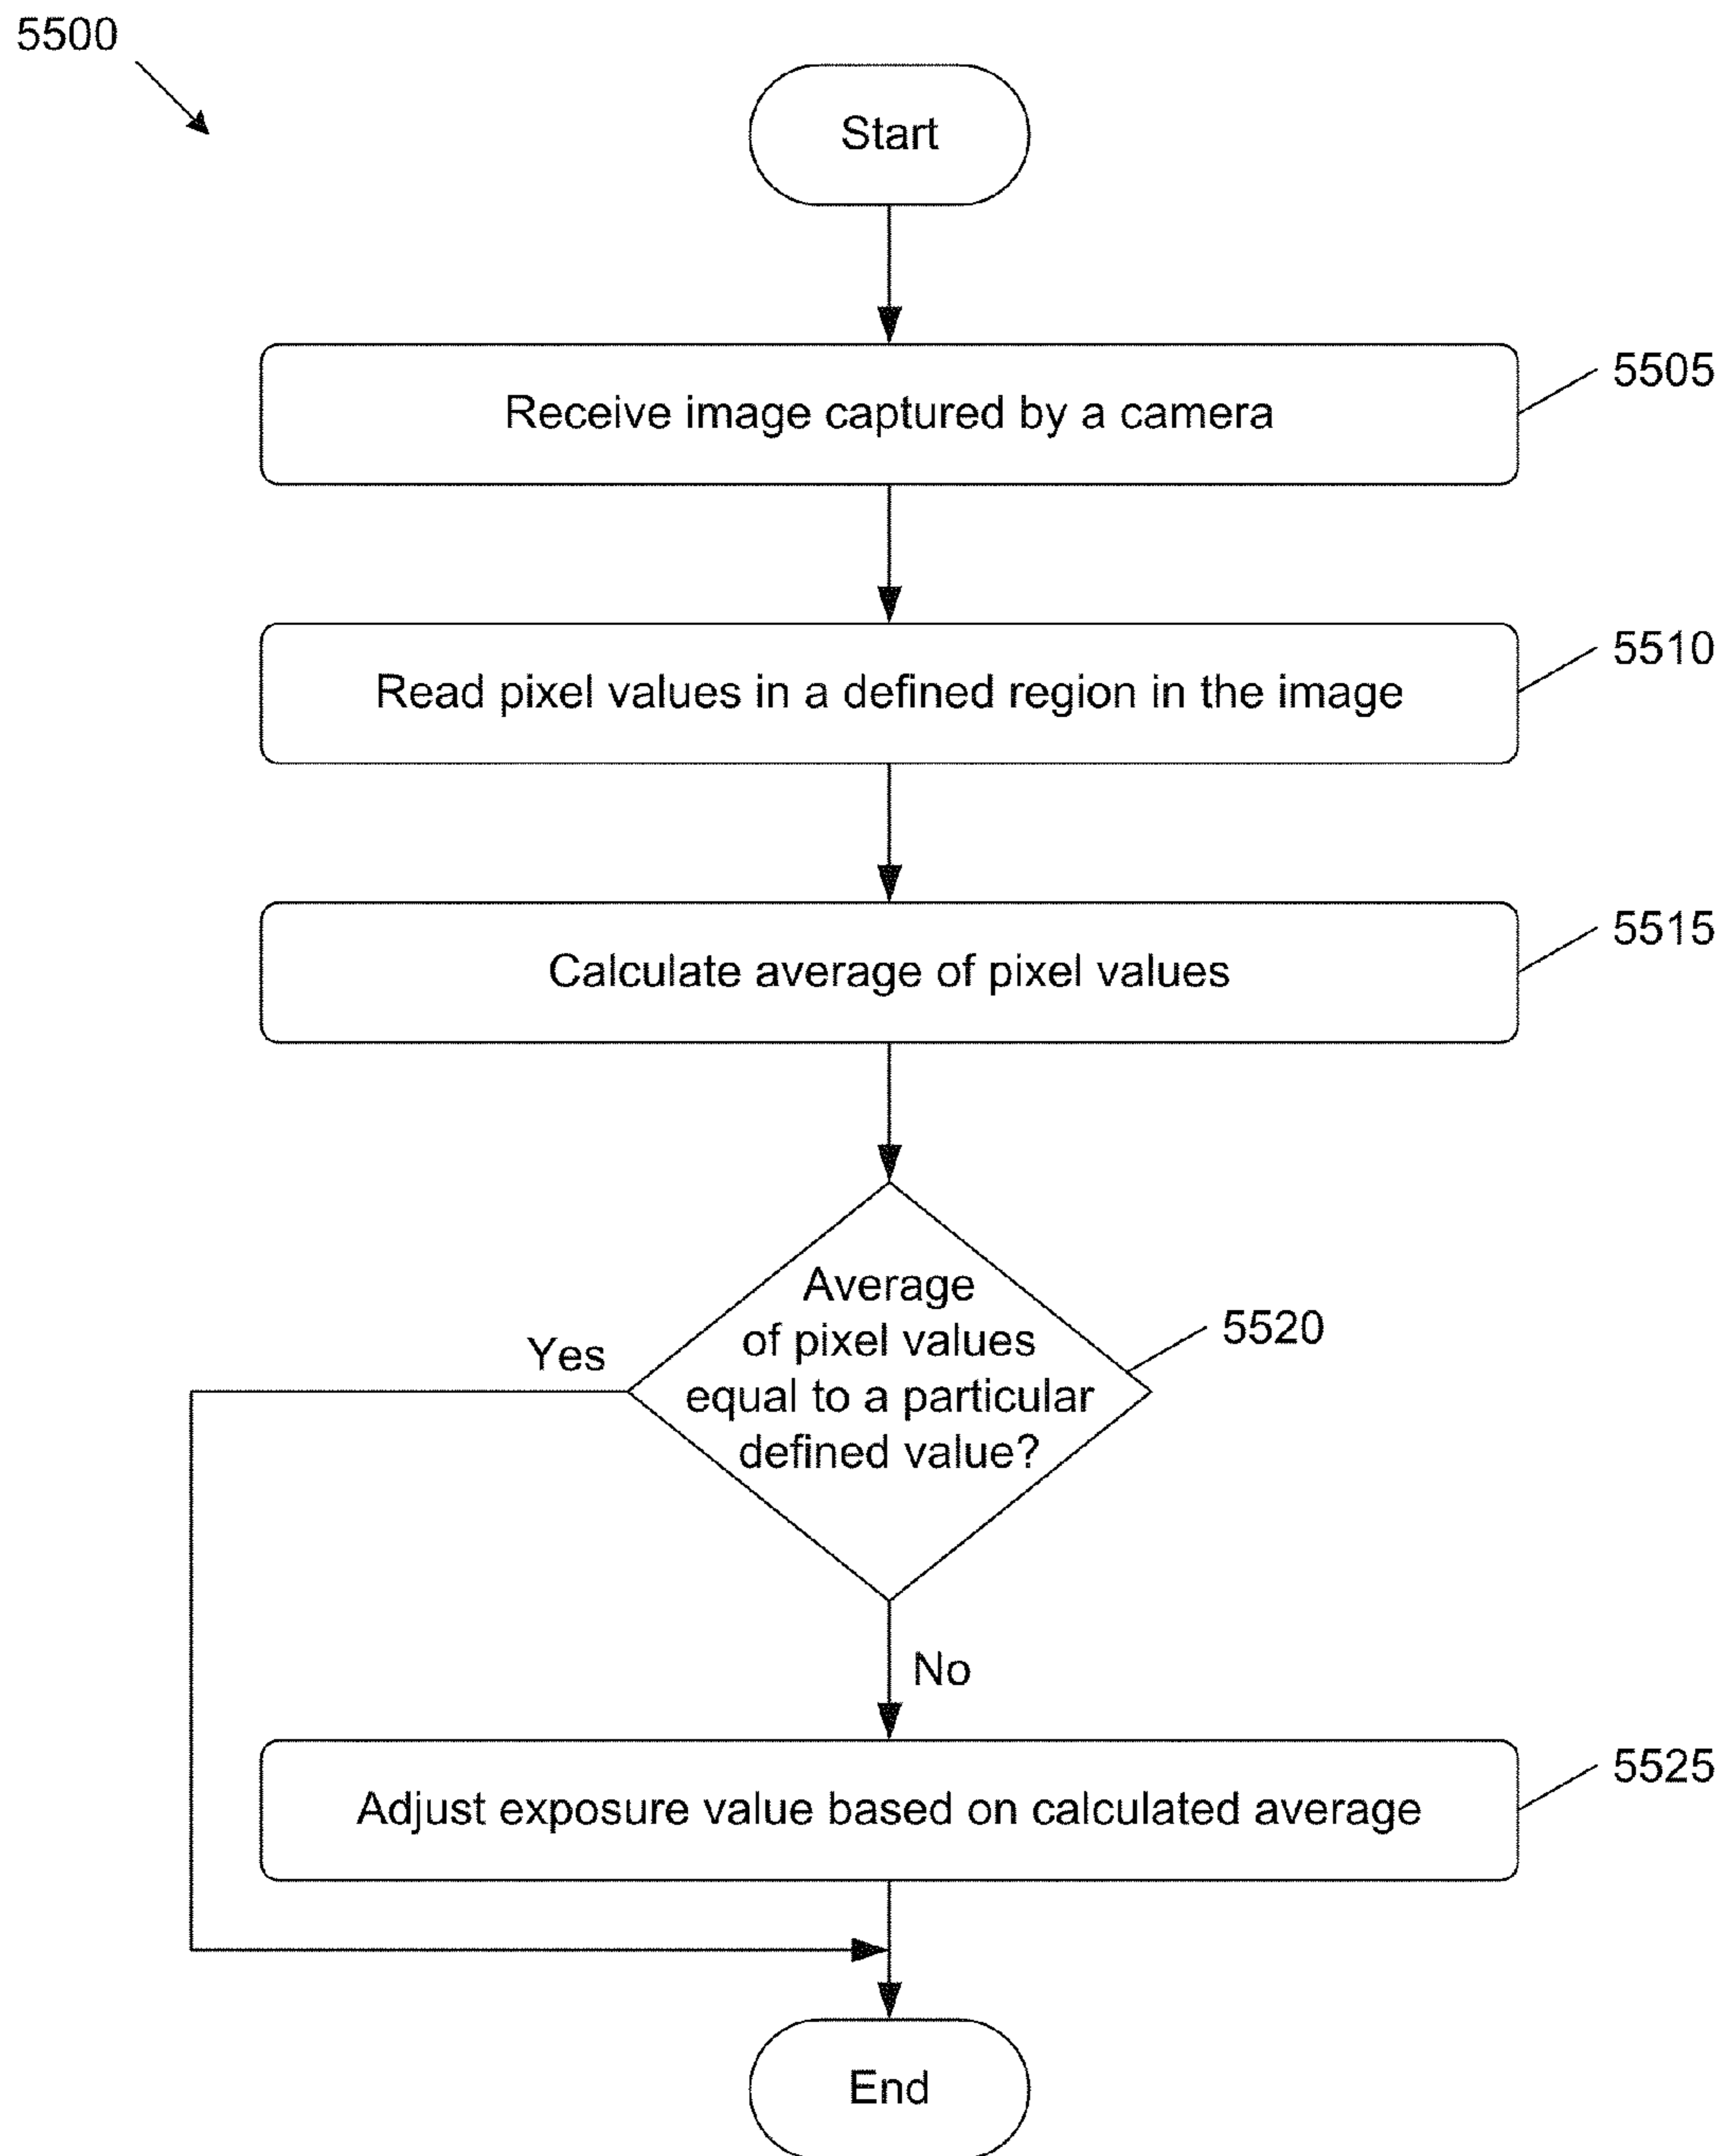 5500
Start
Receive image captured by a camera
5505
Read pixel values in a defined region in the image
5510
Calculate average of pixel values
5515
Average
of pixel values
equal to a particular
defined value?
5520
Yes
No
Adjust exposure value based on calculated average
5525
End